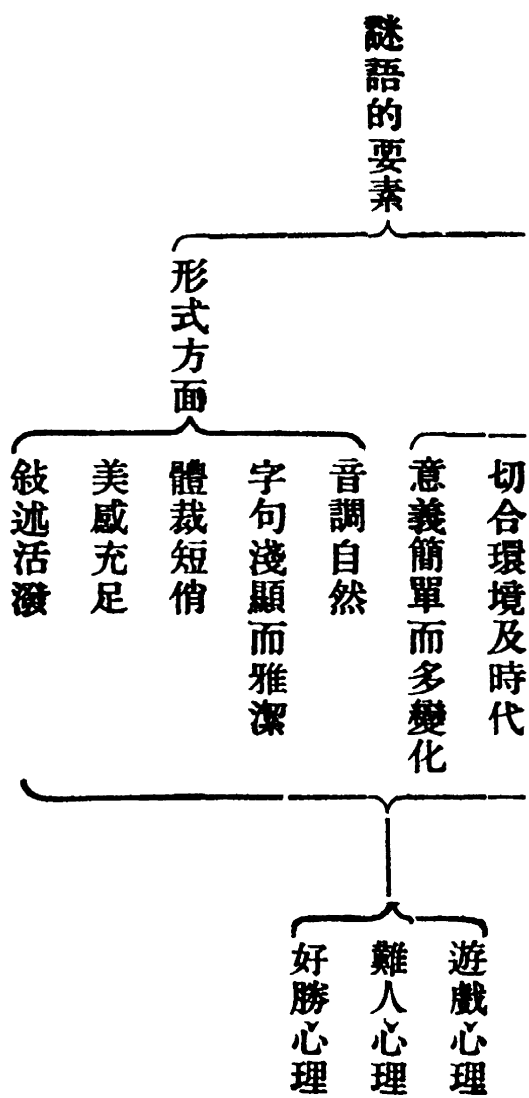 謎語的要素
切合環境及時代
意義簡單而多變化
形式方面
音調自然
字句淺顯而雅潔
體裁短俏
美感充足
敍述活潑
遊戲心理
難人心理
好勝心理